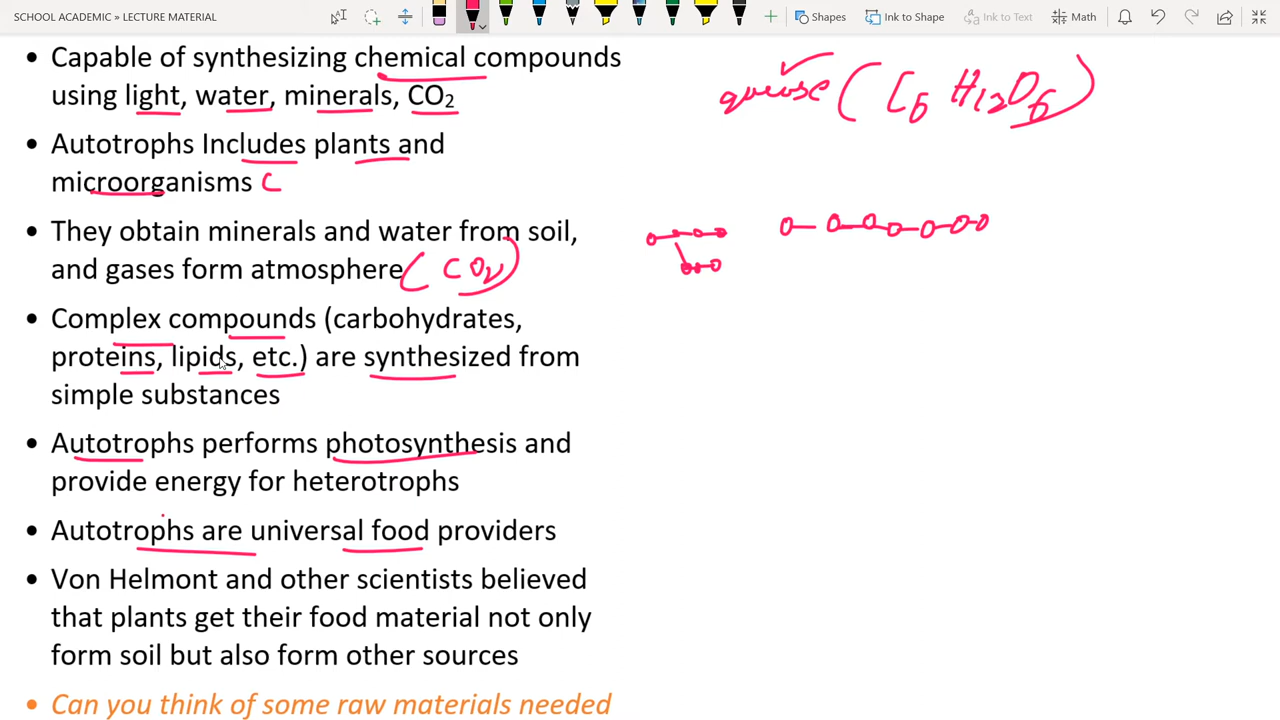 SCHOOL ACADEMIC » LECTURE MATERIAL
Shapes
Ink to Shape
Ink to Text
Math
• Capable of synthesizing chemical compounds
using light, water, minerals, CO2
• Autotrophs Includes plants and
microorganisms C
• They obtain minerals and water from soil,
and gases form atmosphere (CO2)
• Complex compounds (carbohydrates,
proteins, lipids, etc.) are synthesized from
simple substances
• Autotrophs performs photosynthesis and
provide energy for heterotrophs
• Autotrophs are universal food providers
• Von Helmont and other scientists believed
that plants get their food material not only
form soil but also form other sources
• Can you think of some raw materials needed
(C6 H12O6)